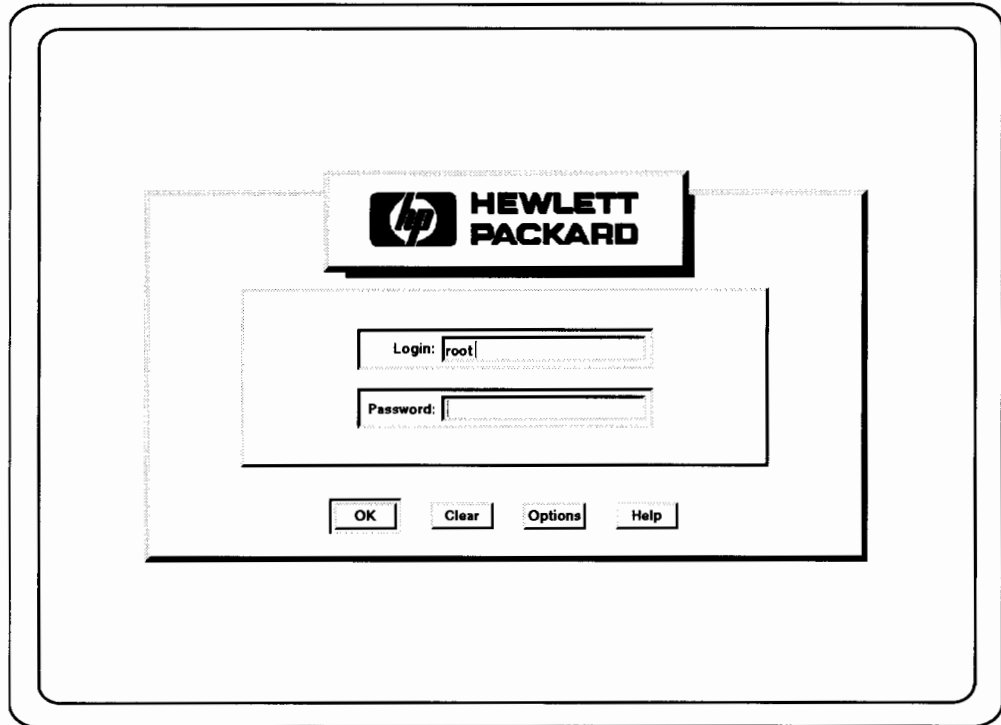 hp HEWLETT
PACKARD
Login: root
Password:
OK Clear Options Help